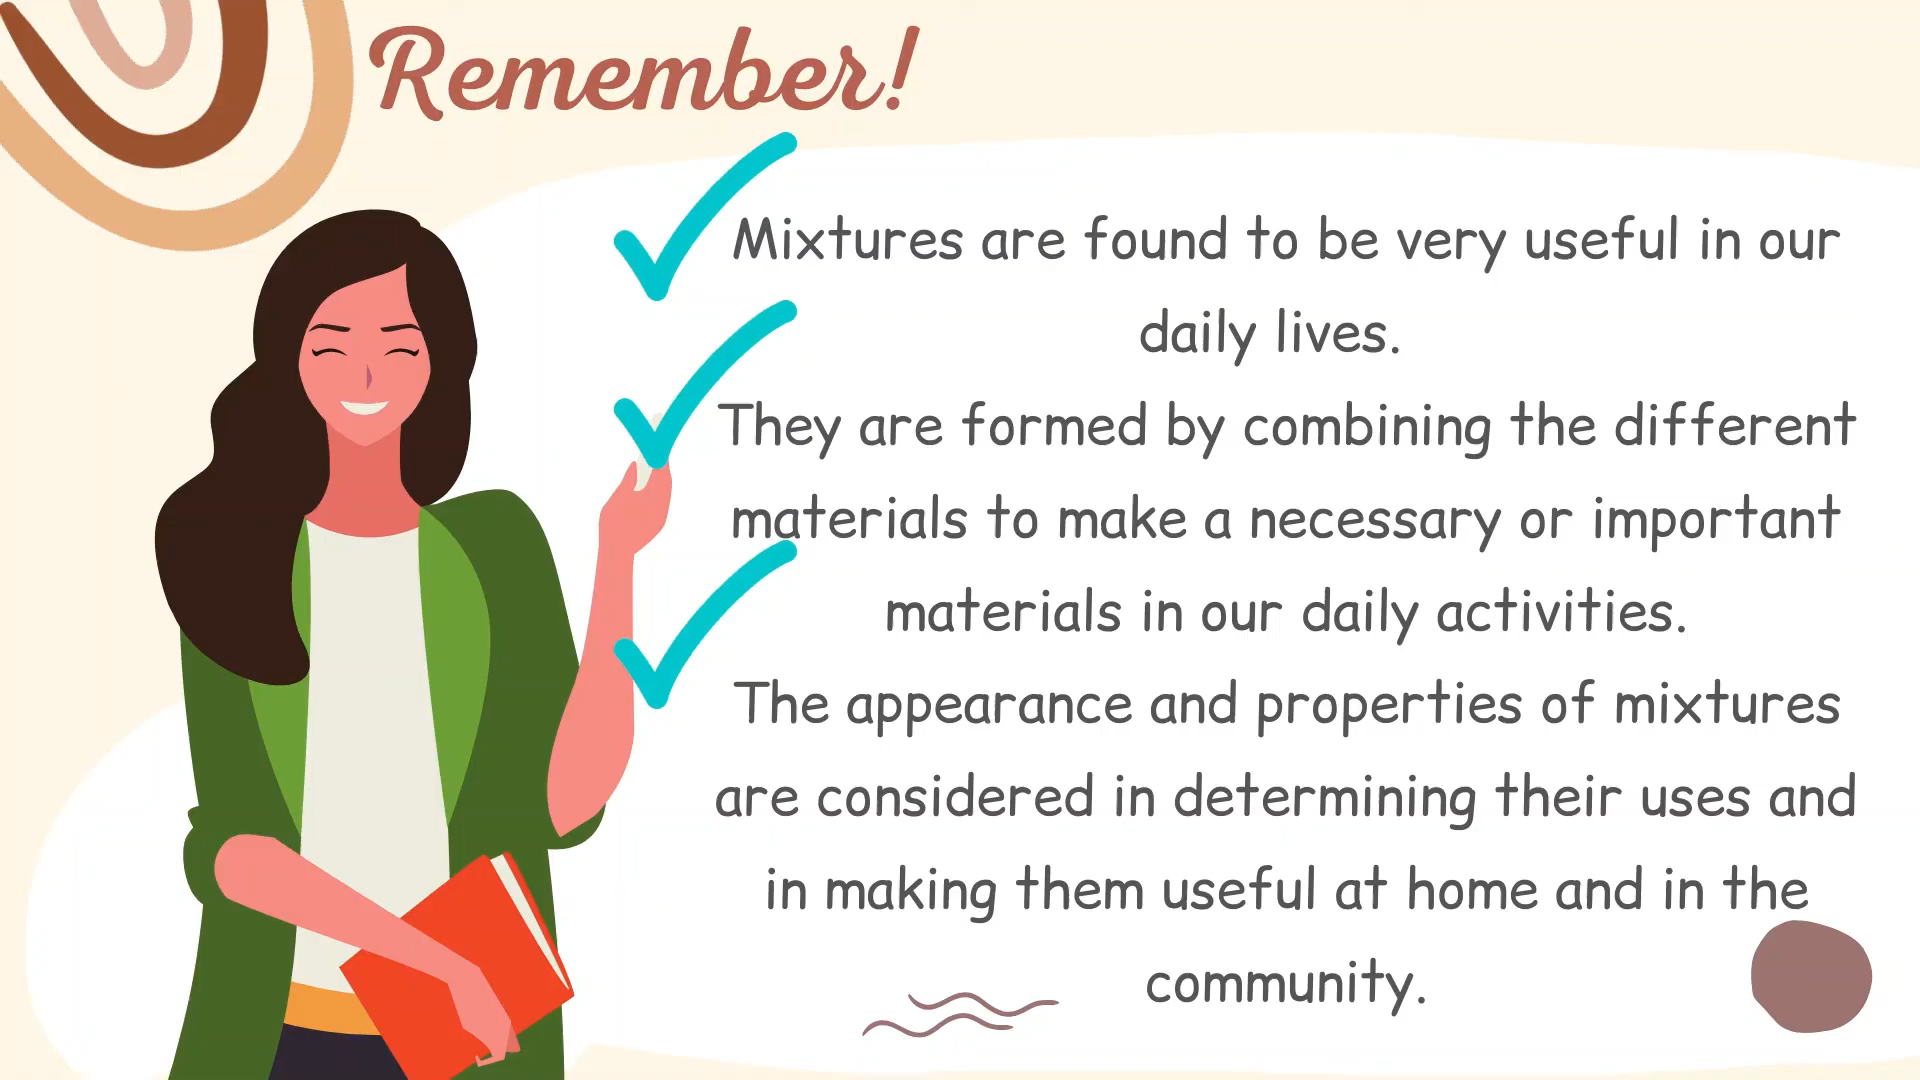 Remember!
Mixtures are found to be very useful in our
daily lives.
They are formed by combining the different
materials to make a necessary or important
materials in our daily activities.
The appearance and properties of mixtures
are considered in determining their uses and
in making them useful at home and in the
community.